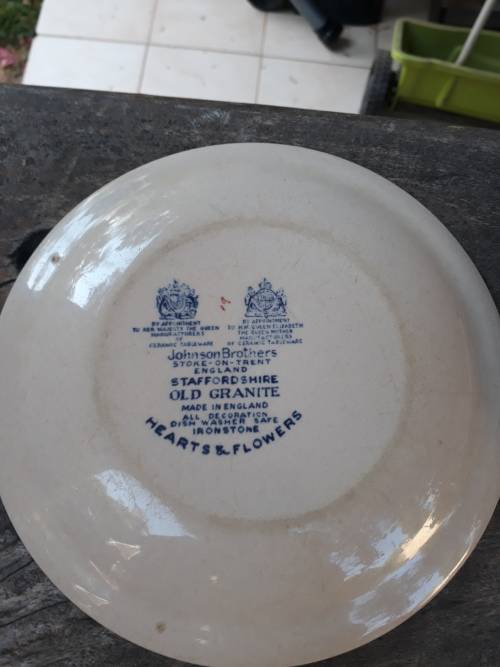 BY APPOINTMENT
TO HER MAJESTY THE QUEEN
MANUFACTURERS
OF
CERAMIC TABLEWARE
BY APPOINTMENT
TO H.M. QUEEN ELIZABETH
THE QUEEN MOTHER
MANUFACTURERS
OF CERAMIC TABLEWARE
Johnson Brothers
STOKE-ON-TRENT
ENGLAND
STAFFORDSHIRE
OLD GRANITE
MADE IN ENGLAND
ALL DECORATION
DISH WASHER SAFE
IRONSTONE
HEARTS & FLOWERS